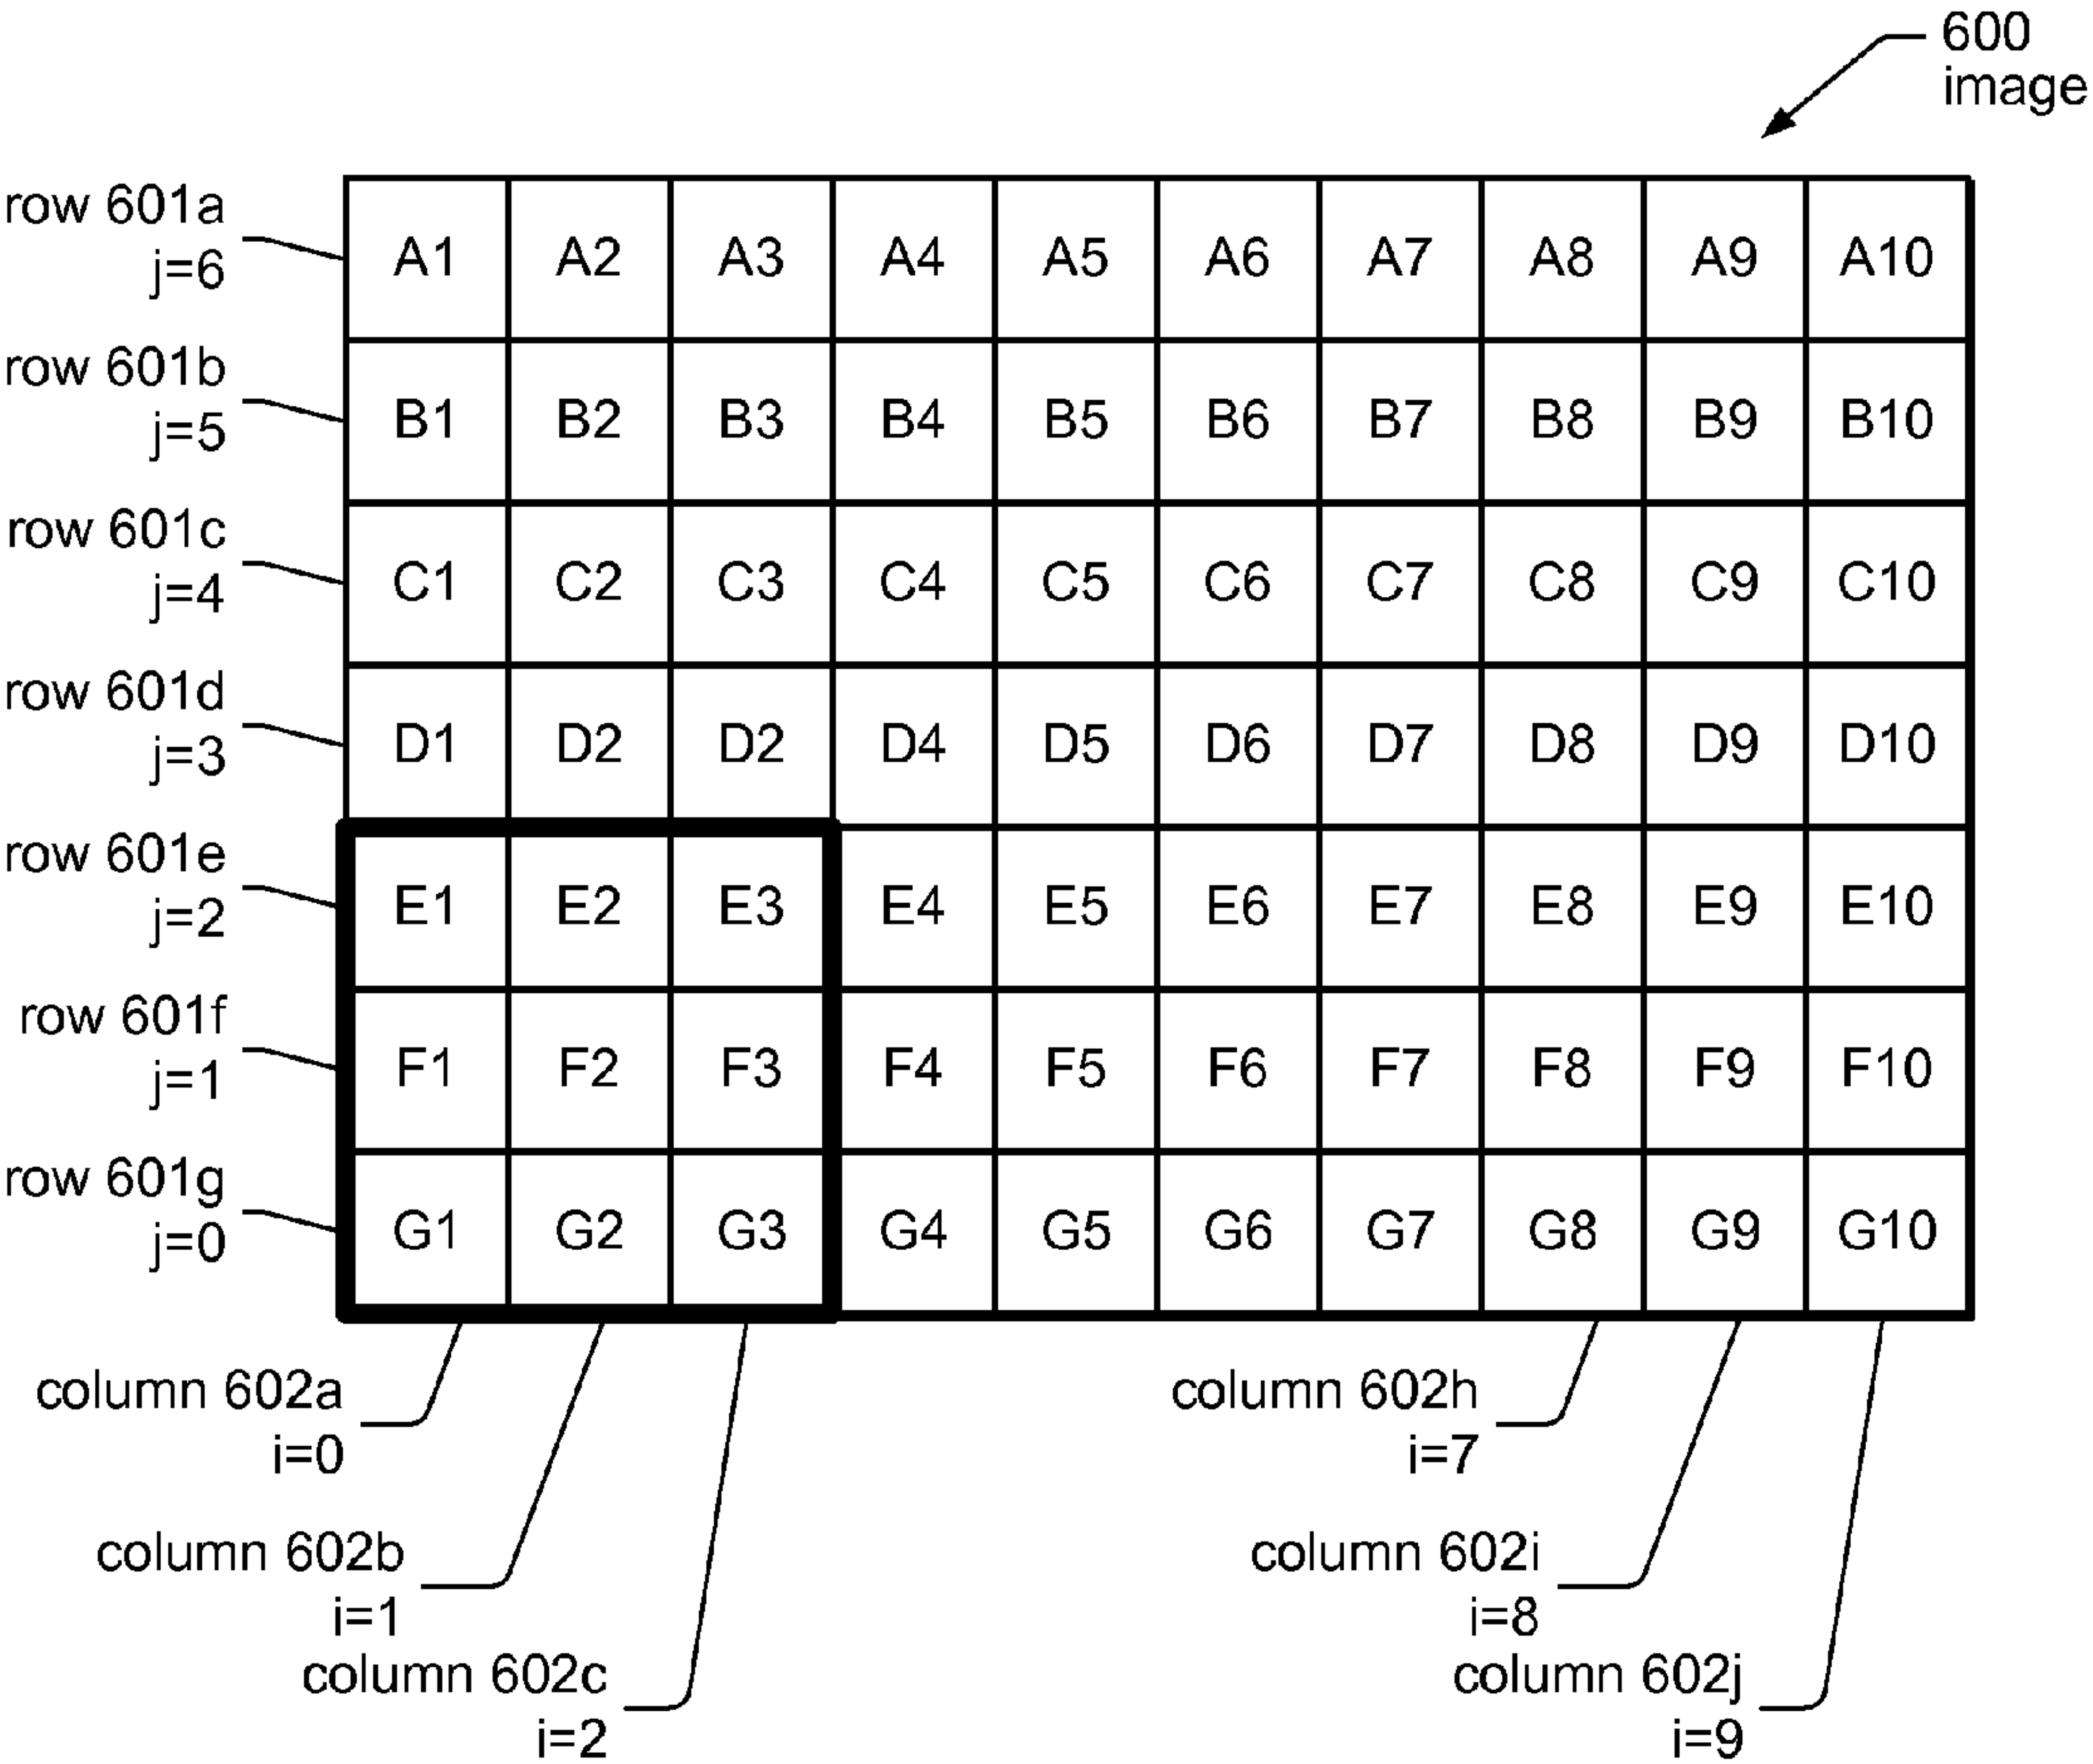 600
image
row 601a
j=6
A1 A2 A3 A4 A5 A6 A7 A8 A9 A10
row 601b
j=5
B1 B2 B3 B4 B5 B6 B7 B8 B9 B10
row 601c
j=4
C1 C2 C3 C4 C5 C6 C7 C8 C9 C10
row 601d
j=3
D1 D2 D2 D4 D5 D6 D7 D8 D9 D10
row 601e
j=2
E1 E2 E3 E4 E5 E6 E7 E8 E9 E10
row 601f
j=1
F1 F2 F3 F4 F5 F6 F7 F8 F9 F10
row 601g
j=0
G1 G2 G3 G4 G5 G6 G7 G8 G9 G10
column 602a
i=0
column 602b
i=1
column 602c
i=2
column 602h
i=7
column 602i
i=8
column 602j
i=9